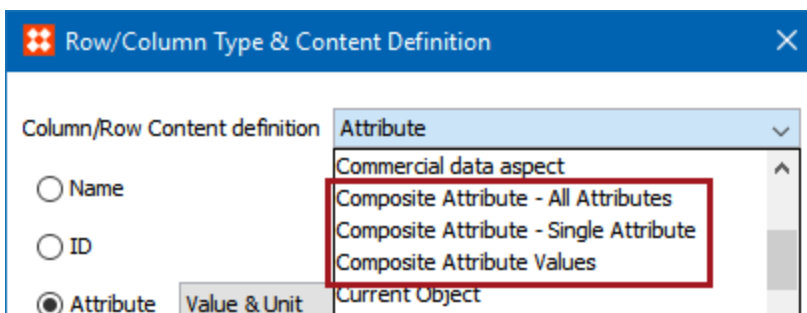 Row/Column Type & Content Definition
Column/Row Content definition Attribute
Commercial data aspect
Name
Composite Attribute - All Attributes
Composite Attribute - Single Attribute
ID
Composite Attribute Values
Current Object
Attribute Value & Unit